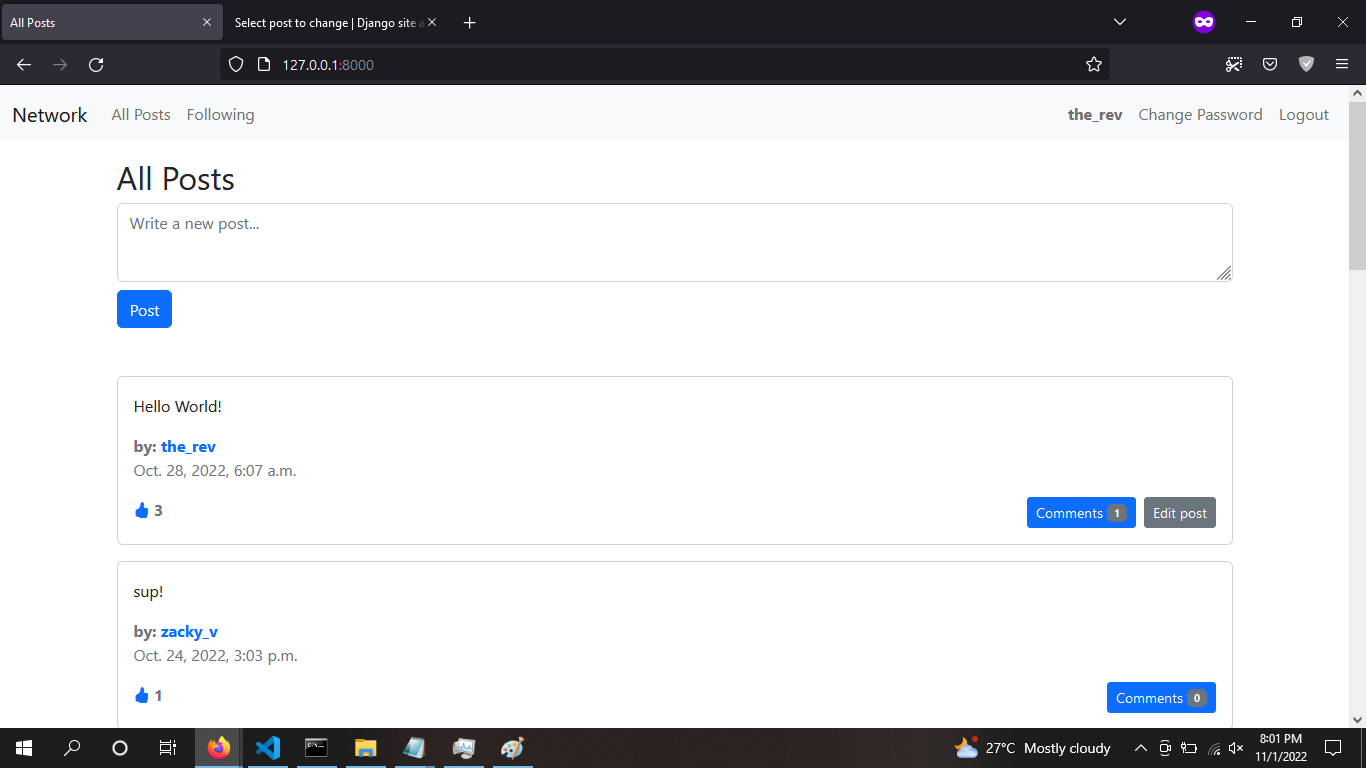 All Posts
Select post to change | Django site a
127.0.0.1:8000
Network All Posts Following the_rev Change Password Logout
All Posts
Write a new post...
Post
Hello World!
by: the_rev
Oct. 28, 2022, 6:07 a.m.
3 Comments 1 Edit post
sup!
by: zacky_v
Oct. 24, 2022, 3:03 p.m.
1 Comments 0
27°C Mostly cloudy
8:01 PM
11/1/2022